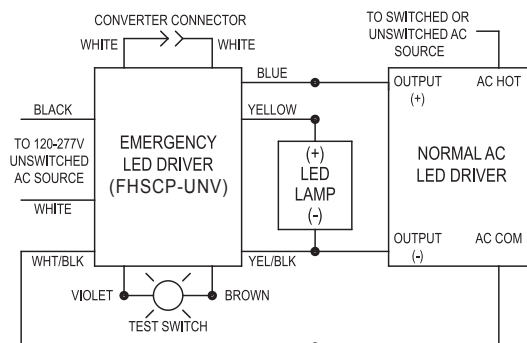 CONVERTER CONNECTOR
WHITE
WHITE
TO SWITCHED OR
UNSWITCHED AC
SOURCE
BLUE
OUTPUT
(+)
AC HOT
BLACK
YELLOW
TO 120-277V
UNSWITCHED
AC SOURCE
EMERGENCY
LED DRIVER
(FHSCP-UNV)
(+)
LED
LAMP
(-)
NORMAL AC
LED DRIVER
WHITE
WHT/BLK
YEL/BLK
OUTPUT
(-)
AC COM
VIOLET
BROWN
TEST SWITCH